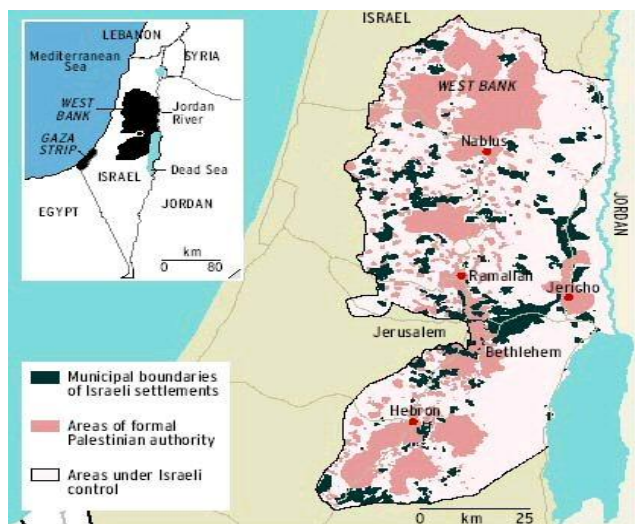 LEBANON
Mediterranean
Sea
SYRIA
WEST
BANK
Jordan
River
GAZA
STRIP
ISRAEL
Dead Sea
EGYPT
JORDAN
km
0 80
ISRAEL
WEST BANK
Nablus
JORDAN
Ramallah
Jericho
Jerusalem
Bethlehem
Hebron
Municipal boundaries
of Israeli settlements
Areas of formal
Palestinian authority
Areas under Israeli
control
0 km 25